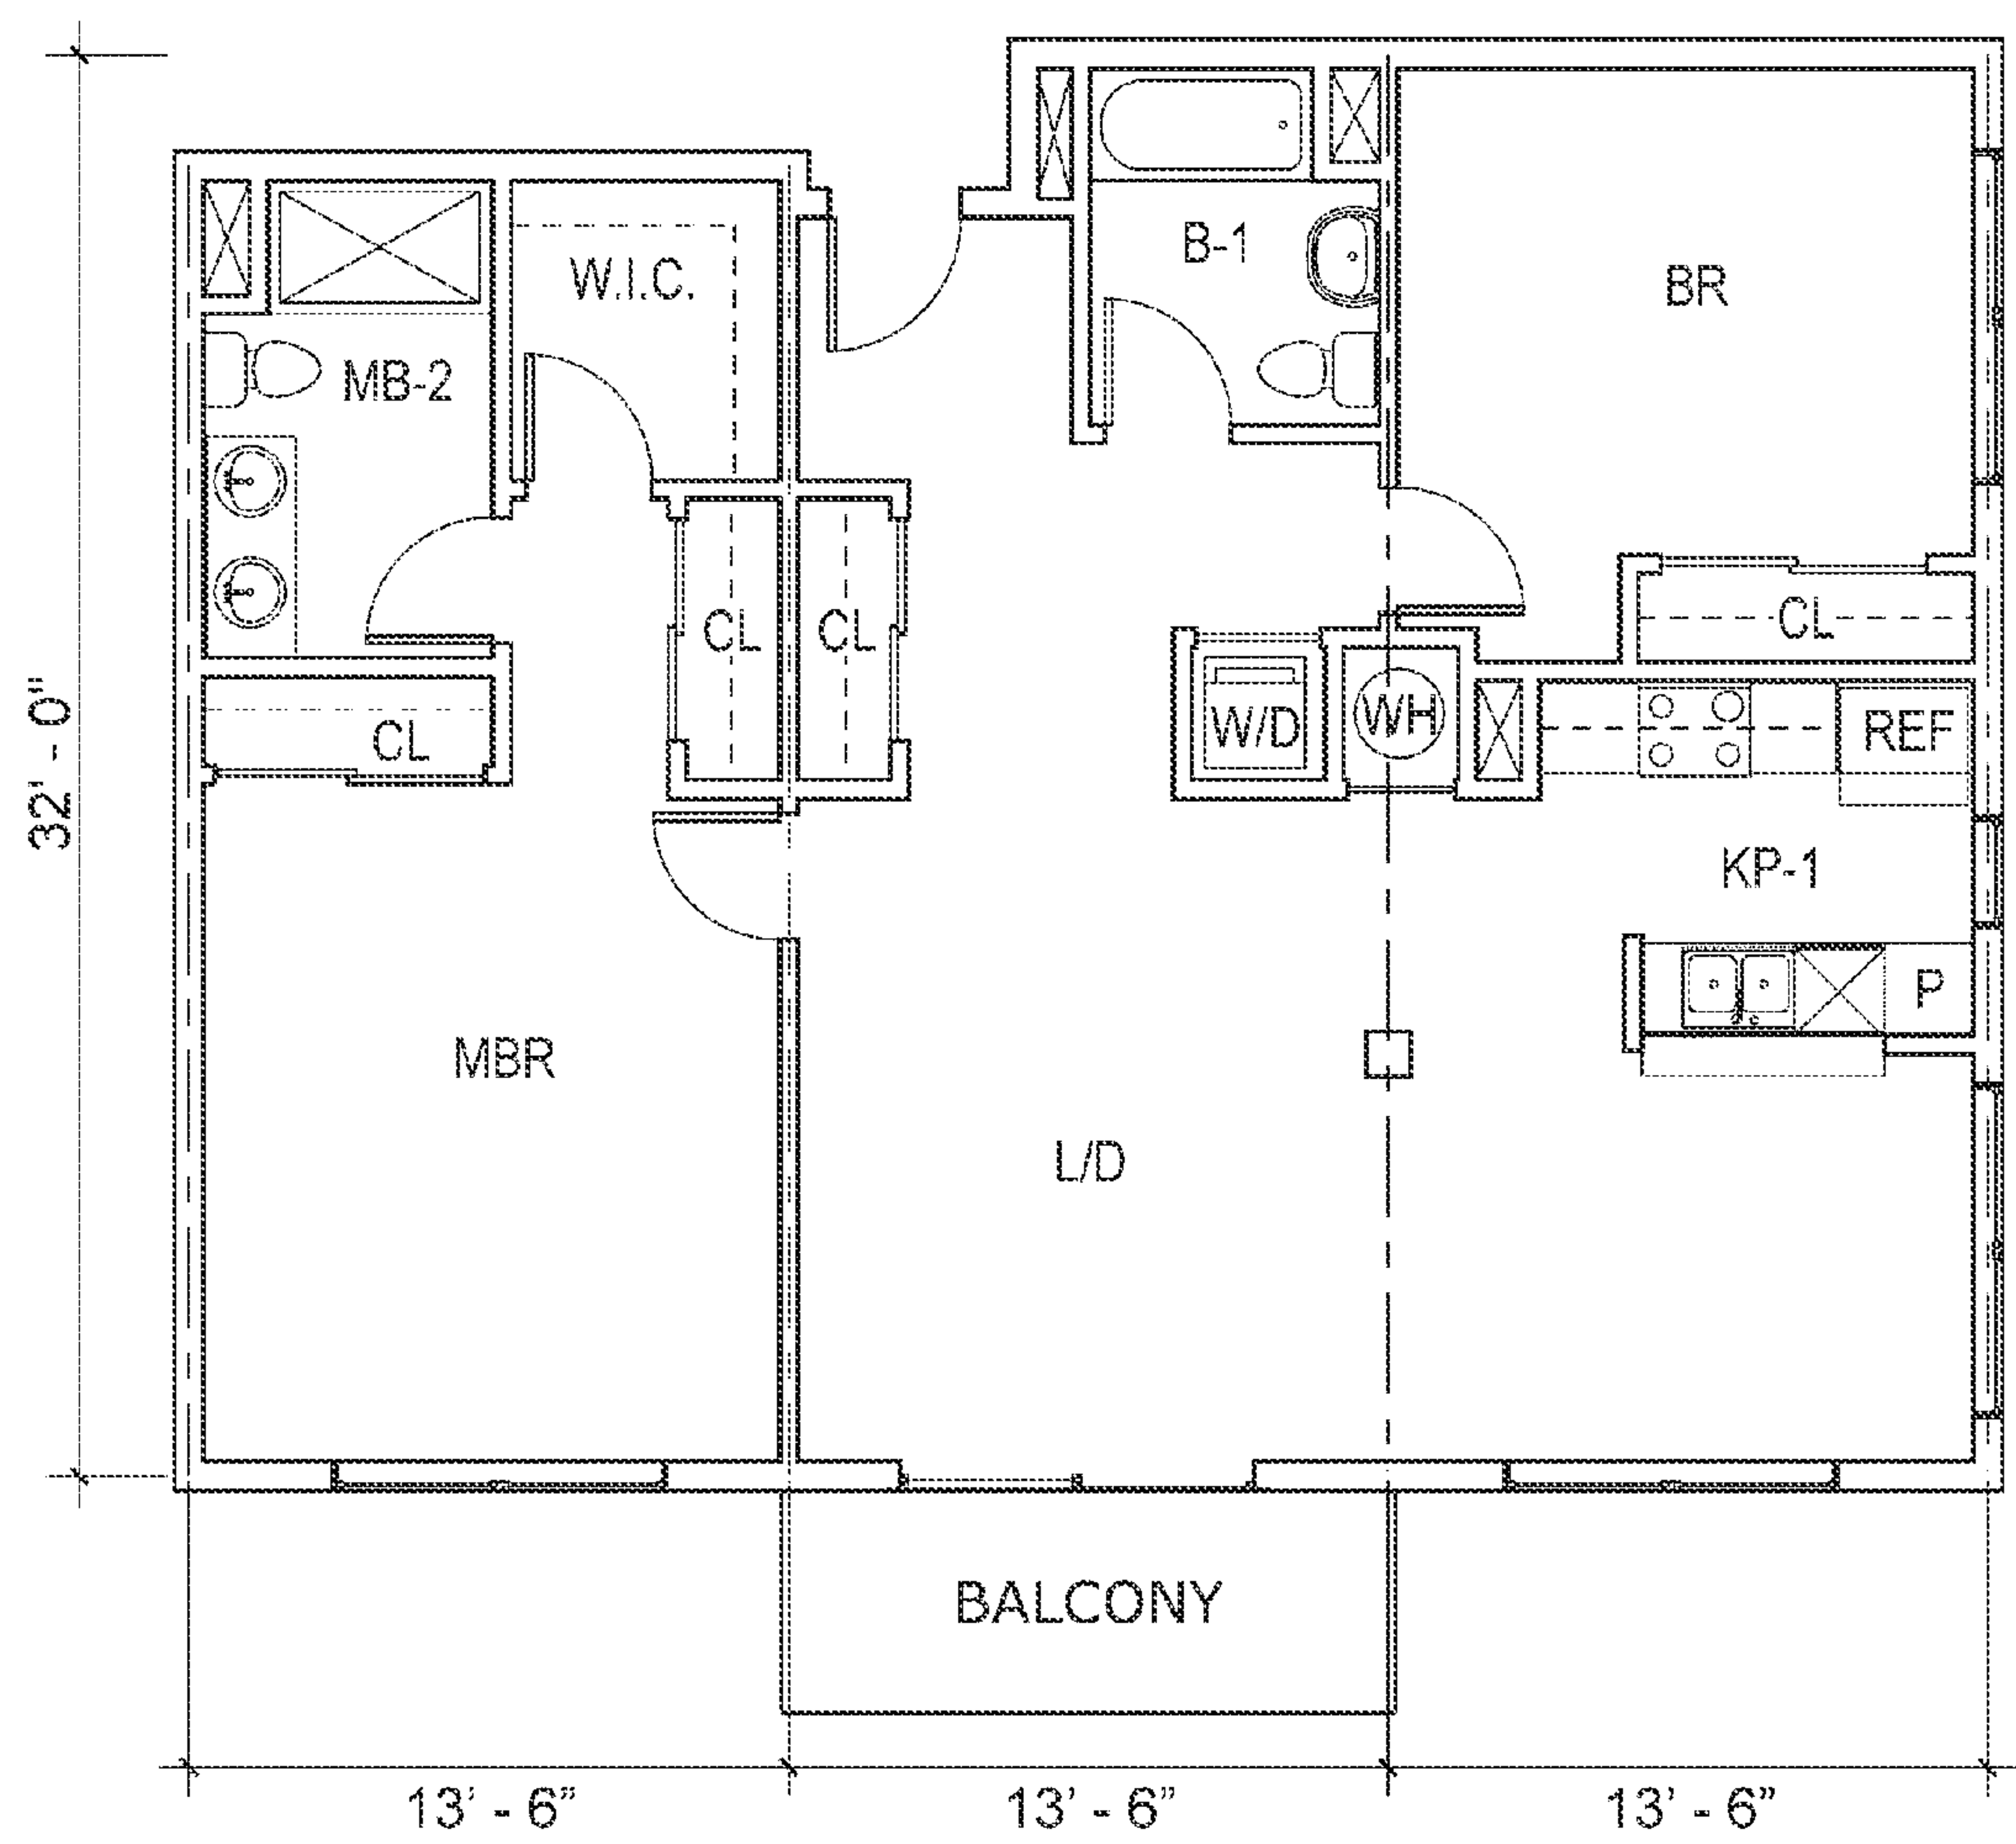 B-1
W.I.C.
BR
MB-2
CL
CL
CL
CL
W/D
WH
REF
32' - 0"
KP-1
P
MBR
L/D
BALCONY
13' - 6”
13' - 6”
13' - 6”